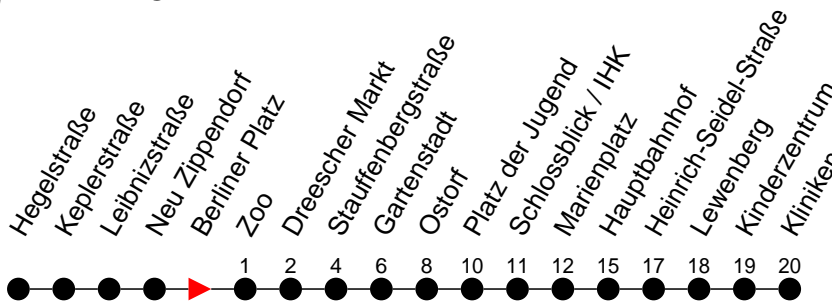 Hegelstraße
Keplerstraße
Leibnizstraße
Neu Zippendorf
Berliner Platz
Zoo
Dreescher Markt
Stauffenbergstraße
Gartenstadt
Ostorf
Platz der Jugend
Schlossblick / IHK
Marienplatz
Hauptbahnhof
Heinrich-Seidel-Straße
Lewenberg
Kinderzentrum
Kliniken
1 2 4 6 8 10 11 12 15 17 18 19 20